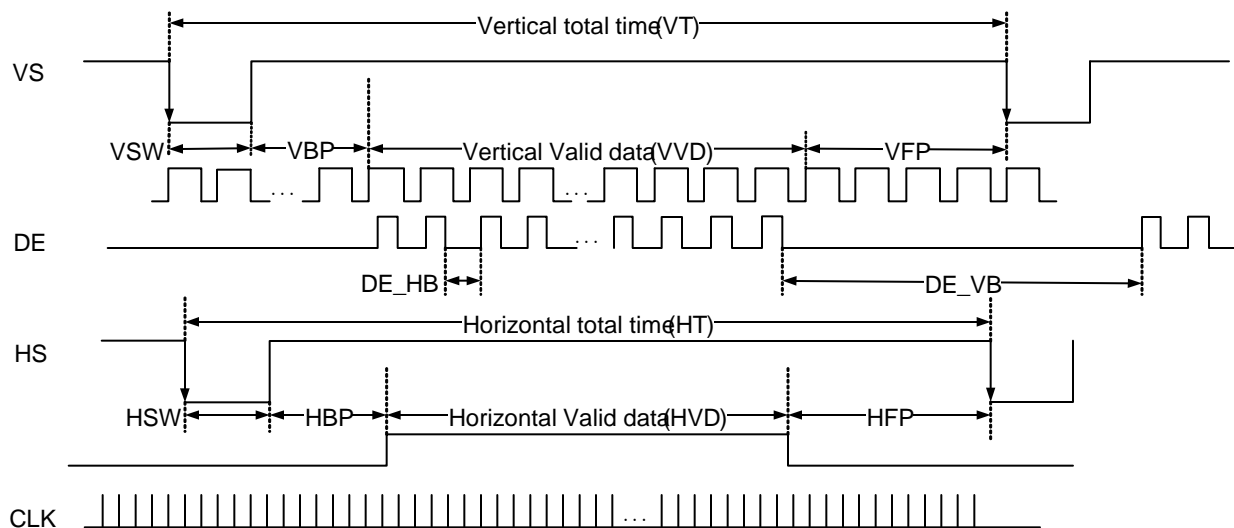 Vertical total time(VT)
VS
VSW VBP Vertical Valid data(VVD) VFP
...
...
DE
...
DE_HB DE_VB
Horizontal total time(HT)
HS
HSW HBP Horizontal Valid data(HVD) HFP
CLK
...